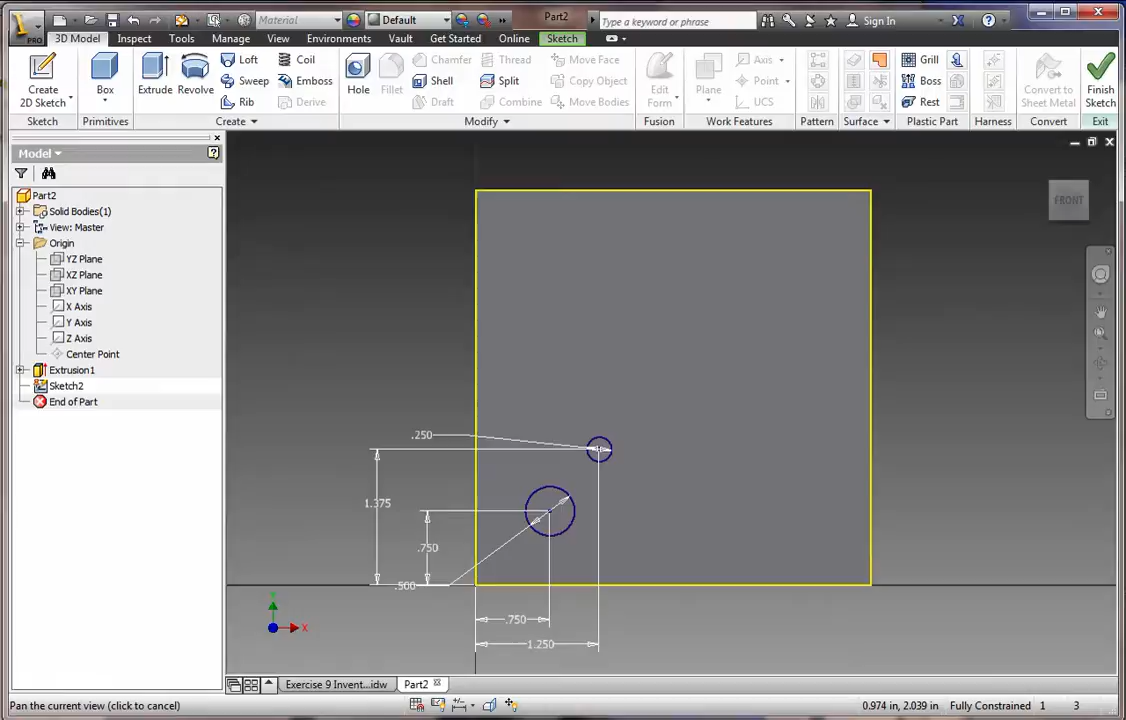 Material
Default
Part2
Type a keyword or phrase
Sign In
PRO
3D Model
Inspect
Tools
Manage
View
Environments
Vault
Get Started
Online
Sketch
Create
2D Sketch
Sketch
Box
Primitives
Extrude
Revolve
Loft
Sweep
Rib
Coil
Emboss
Derive
Create
Hole
Fillet
Chamfer
Shell
Draft
Thread
Split
Combine
Move Face
Copy Object
Move Bodies
Modify
Edit
Form
Fusion
Plane
Axis
Point
UCS
Work Features
Pattern
Surface
Grill
Boss
Rest
Plastic Part
Harness
Convert to
Sheet Metal
Convert
Finish
Sketch
Exit
Model
Part2
Solid Bodies(1)
View: Master
Origin
YZ Plane
XZ Plane
XY Plane
X Axis
Y Axis
Z Axis
Center Point
Extrusion1
Sketch2
End of Part
FRONT
.250
1.375
.750
.500
.750
1.250
Y
X
Exercise 9 Invent...idw
Part2
Pan the current view (click to cancel)
0.974 in, 2.039 in
Fully Constrained
1
3